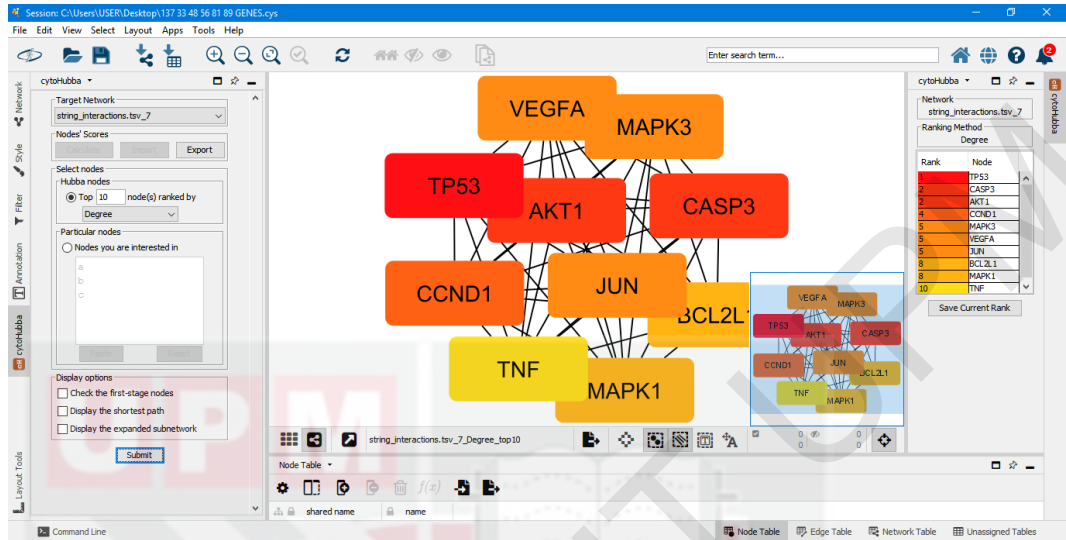 Session: C:\Users\USER\Desktop\137 33 48 56 81 89 GENES.cys
File Edit View Select Layout Apps Tools Help
Enter search term...
2
Network
Style
Filter
Annotation
cytoHubba
Layout Tools
cytoHubba
Target Network
string_interactions.tsv_7
Nodes' Scores
Calculate Import Export
Select nodes
Hubba nodes
Top 10 node(s) ranked by
Degree
Particular nodes
Nodes you are interested in
a
b
c
Display options
Check the first-stage nodes
Display the shortest path
Display the expanded subnetwork
Submit
VEGFA
MAPK3
TP53
AKT1
CASP3
CCND1
JUN
BCL2L1
TNF
MAPK1
VEGFA
MAPK3
TP53
AKT1
CASP3
CCND1
JUN
BCL2L1
TNF
MAPK1
string_interactions.tsv_7_Degree_top10
0 0
0 0
Node Table
f(x)
shared name name
cytoHubba
Network
string_interactions.tsv_7
Ranking Method
Degree
Rank Node
1 TP53
2 CASP3
2 AKT1
4 CCND1
5 MAPK3
5 VEGFA
5 JUN
8 BCL2L1
8 MAPK1
10 TNF
Save Current Rank
cytoHubba
Command Line
Node Table Edge Table Network Table Unassigned Tables
UPM
UPM